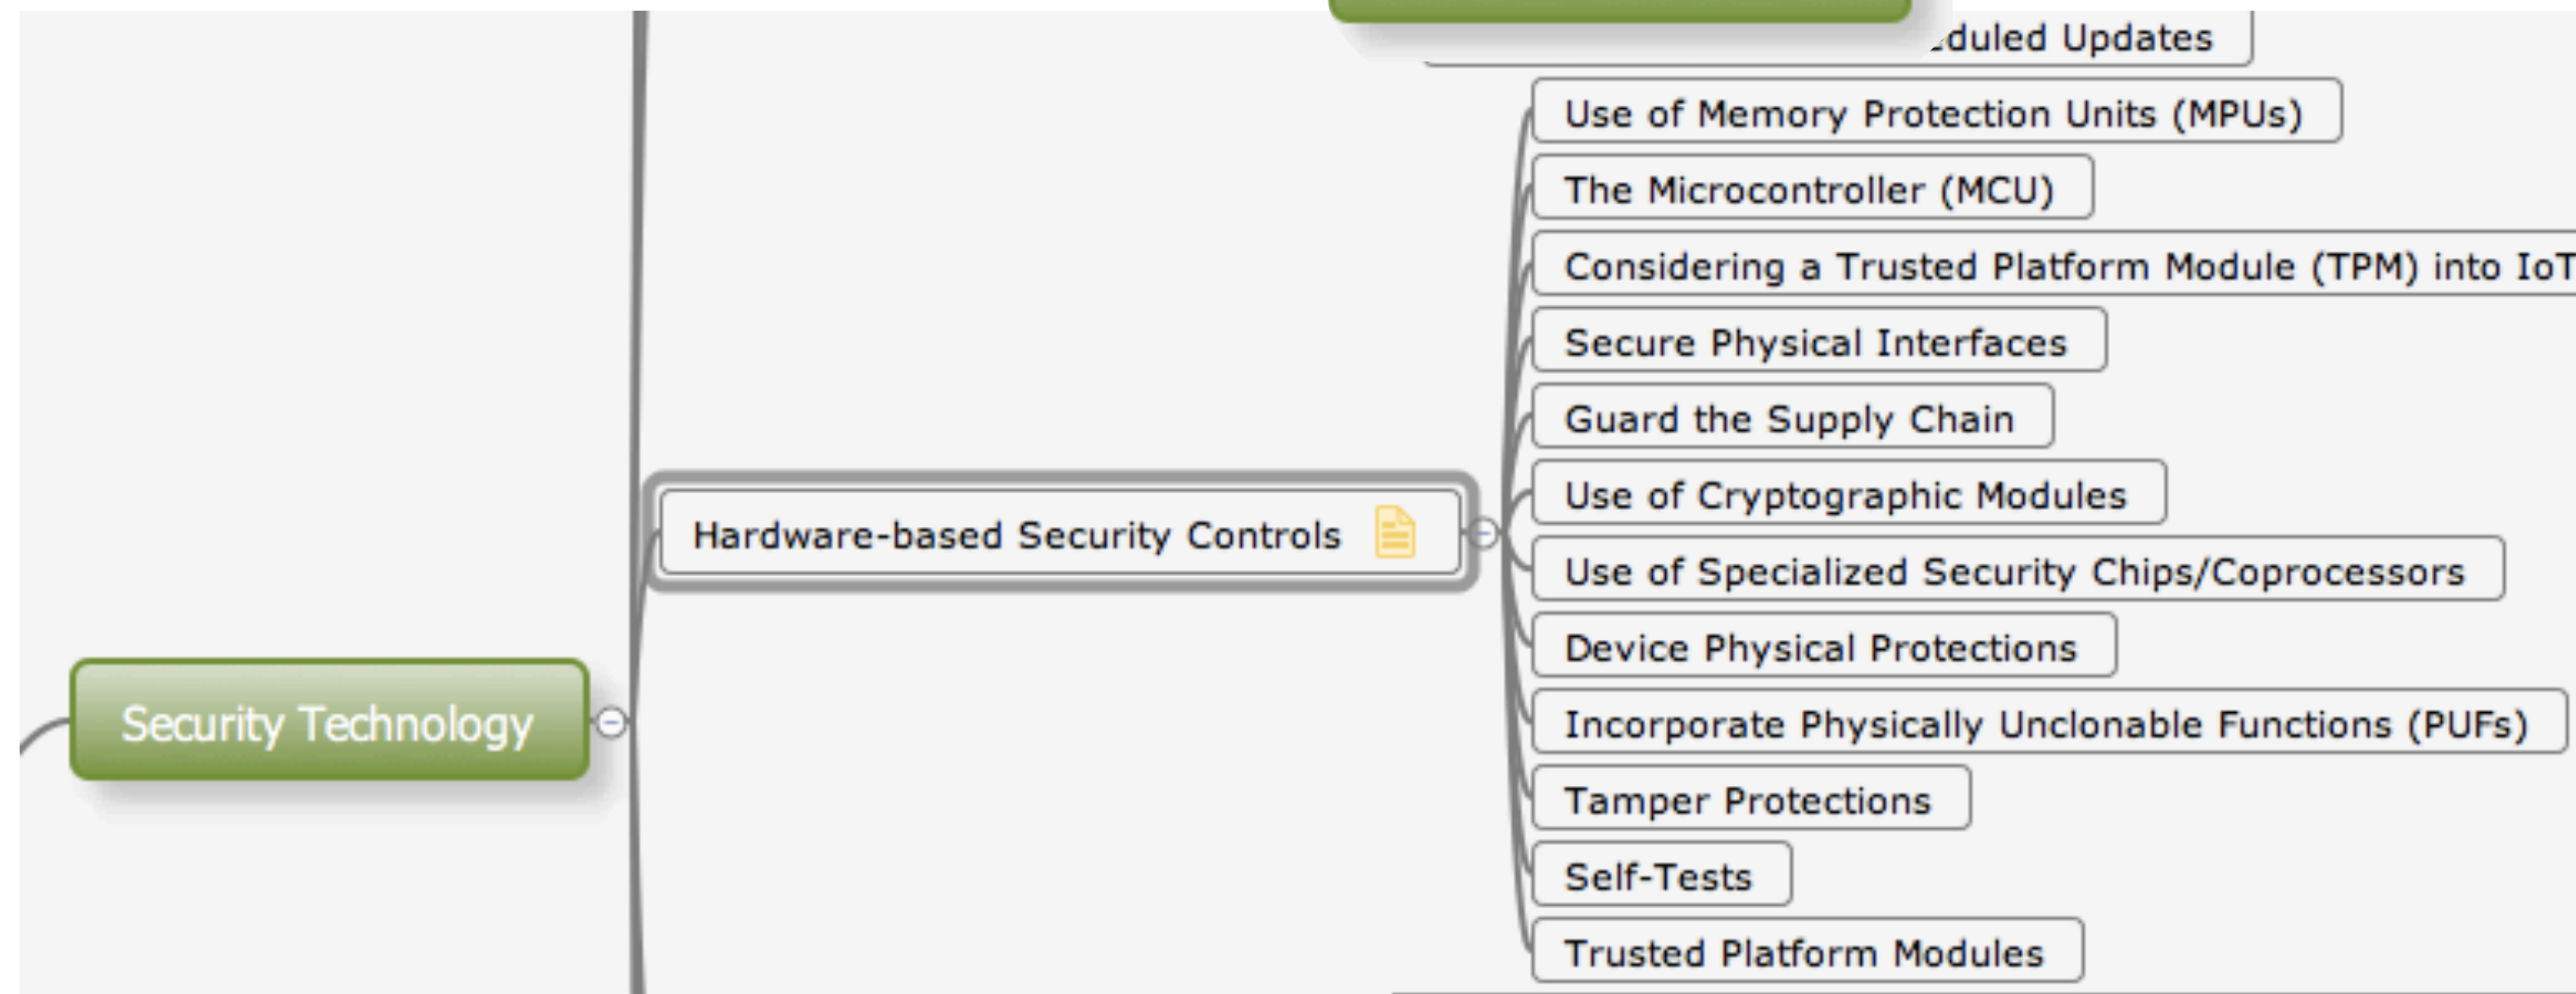 Updates
Use of Memory Protection Units (MPUs)
The Microcontroller (MCU)
Considering a Trusted Platform Module (TPM) into IoT
Secure Physical Interfaces
Guard the Supply Chain
Use of Cryptographic Modules
Hardware-based Security Controls
Use of Specialized Security Chips/Coprocessors
Device Physical Protections
Security Technology
Incorporate Physically Unclonable Functions (PUFs)
Tamper Protections
Self-Tests
Trusted Platform Modules